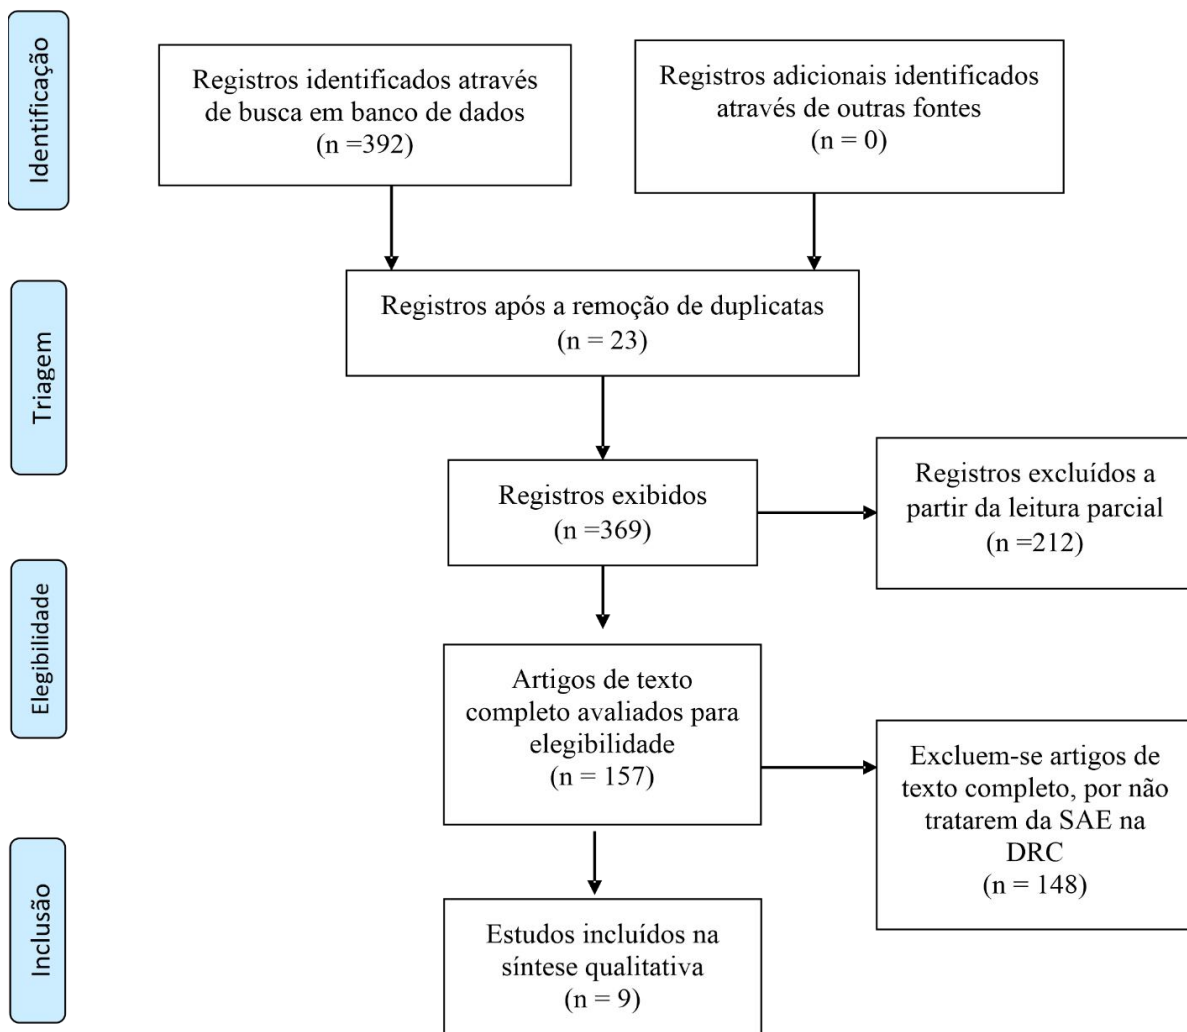 Identificação
Registros identificados através
de busca em banco de dados
(n =392)
Registros adicionais identificados
através de outras fontes
(n = 0)
Triagem
Registros após a remoção de duplicatas
(n = 23)
Registros exibidos
(n =369)
Registros excluídos a
partir da leitura parcial
(n =212)
Elegibilidade
Artigos de texto
completo avaliados para
elegibilidade
(n = 157)
Excluem-se artigos de
texto completo, por não
tratarem da SAE na
DRC
(n = 148)
Inclusão
Estudos incluídos na
síntese qualitativa
(n = 9)